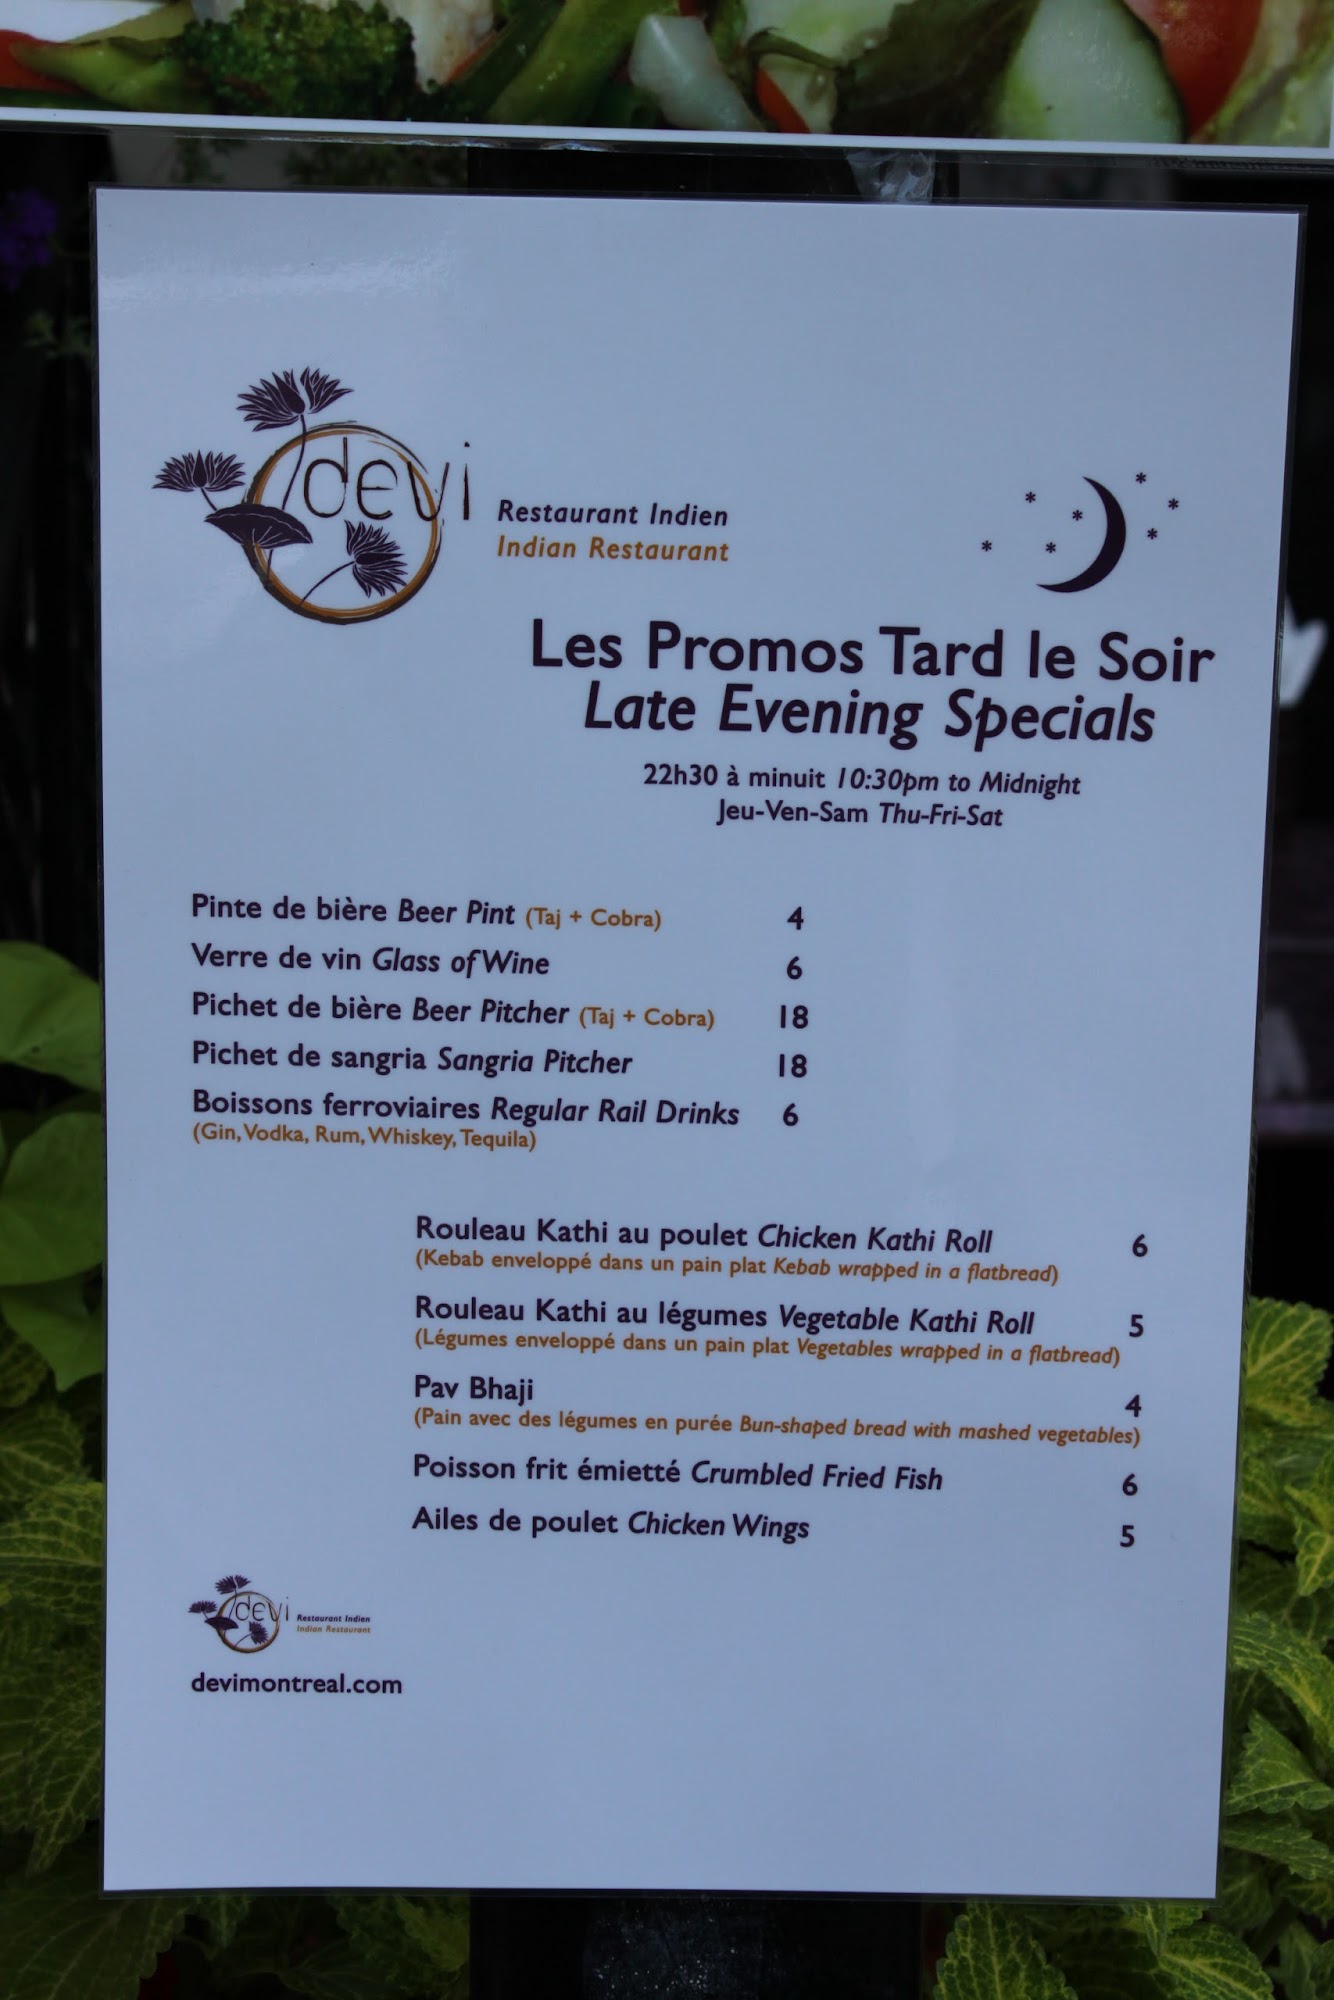 devi
Restaurant Indien
Indian Restaurant
Les Promos Tard le Soir
Late Evening Specials
22h30 à minuit 10:30pm to Midnight
Jeu-Ven-Sam Thu-Fri-Sat
Pinte de bière Beer Pint (Taj + Cobra) 4
Verre de vin Glass of Wine 6
Pichet de bière Beer Pitcher (Taj + Cobra) 18
Pichet de sangria Sangria Pitcher 18
Boissons ferroviaires Regular Rail Drinks 6
(Gin, Vodka, Rum, Whiskey, Tequila)
Rouleau Kathi au poulet Chicken Kathi Roll 6
(Kebab enveloppé dans un pain plat Kebab wrapped in a flatbread)
Rouleau Kathi au légumes Vegetable Kathi Roll 5
(Légumes enveloppé dans un pain plat Vegetables wrapped in a flatbread)
Pav Bhaji 4
(Pain avec des légumes en purée Bun-shaped bread with mashed vegetables)
Poisson frit émietté Crumbled Fried Fish 6
Ailes de poulet Chicken Wings 5
devi
Restaurant Indien
Indian Restaurant
devimontreal.com